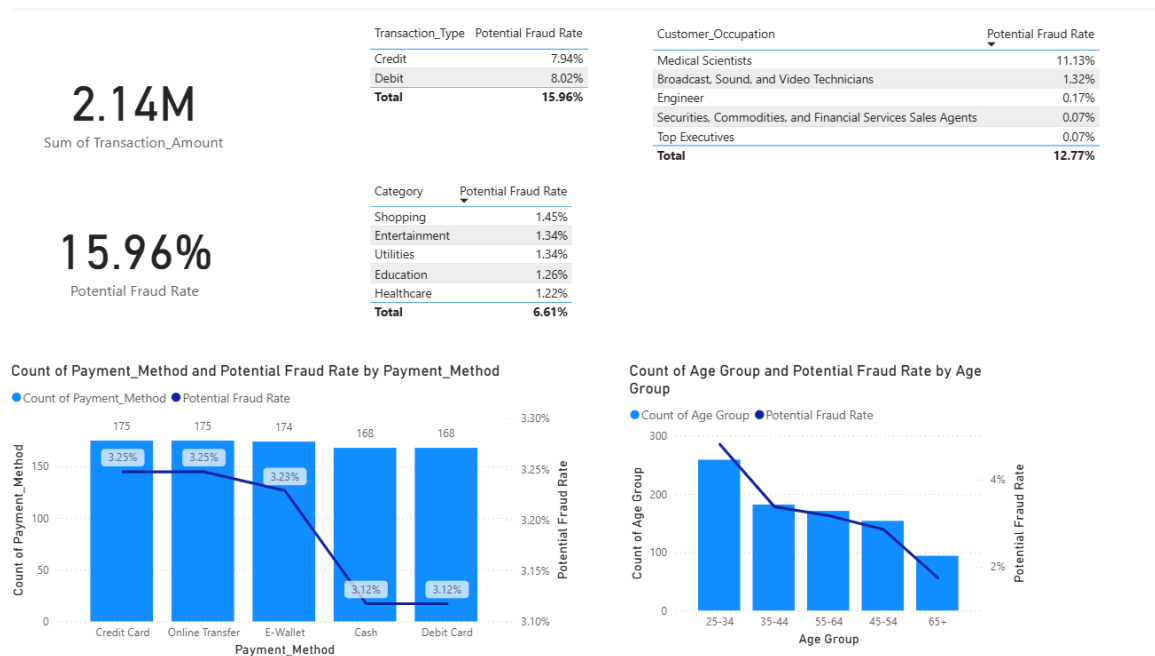 2.14M
Sum of Transaction_Amount
15.96%
Potential Fraud Rate
Transaction_Type Potential Fraud Rate
Credit 7.94%
Debit 8.02%
Total 15.96%
Category Potential Fraud Rate
Shopping 1.45%
Entertainment 1.34%
Utilities 1.34%
Education 1.26%
Healthcare 1.22%
Total 6.61%
Customer_Occupation Potential Fraud Rate
Medical Scientists 11.13%
Broadcast, Sound, and Video Technicians 1.32%
Engineer 0.17%
Securities, Commodities, and Financial Services Sales Agents 0.07%
Top Executives 0.07%
Total 12.77%
Count of Payment_Method and Potential Fraud Rate by Payment_Method
Count of Payment_Method Potential Fraud Rate
175 175 174 168 168
3.25% 3.25% 3.23% 3.12% 3.12%
Count of Payment_Method
150
100
50
0
3.30%
3.25%
3.20%
3.15%
3.10%
Potential Fraud Rate
Credit Card Online Transfer E-Wallet Cash Debit Card
Payment_Method
Count of Age Group and Potential Fraud Rate by Age
Group
Count of Age Group Potential Fraud Rate
Count of Age Group
300
200
100
0
4%
2%
Potential Fraud Rate
25-34 35-44 55-64 45-54 65+
Age Group